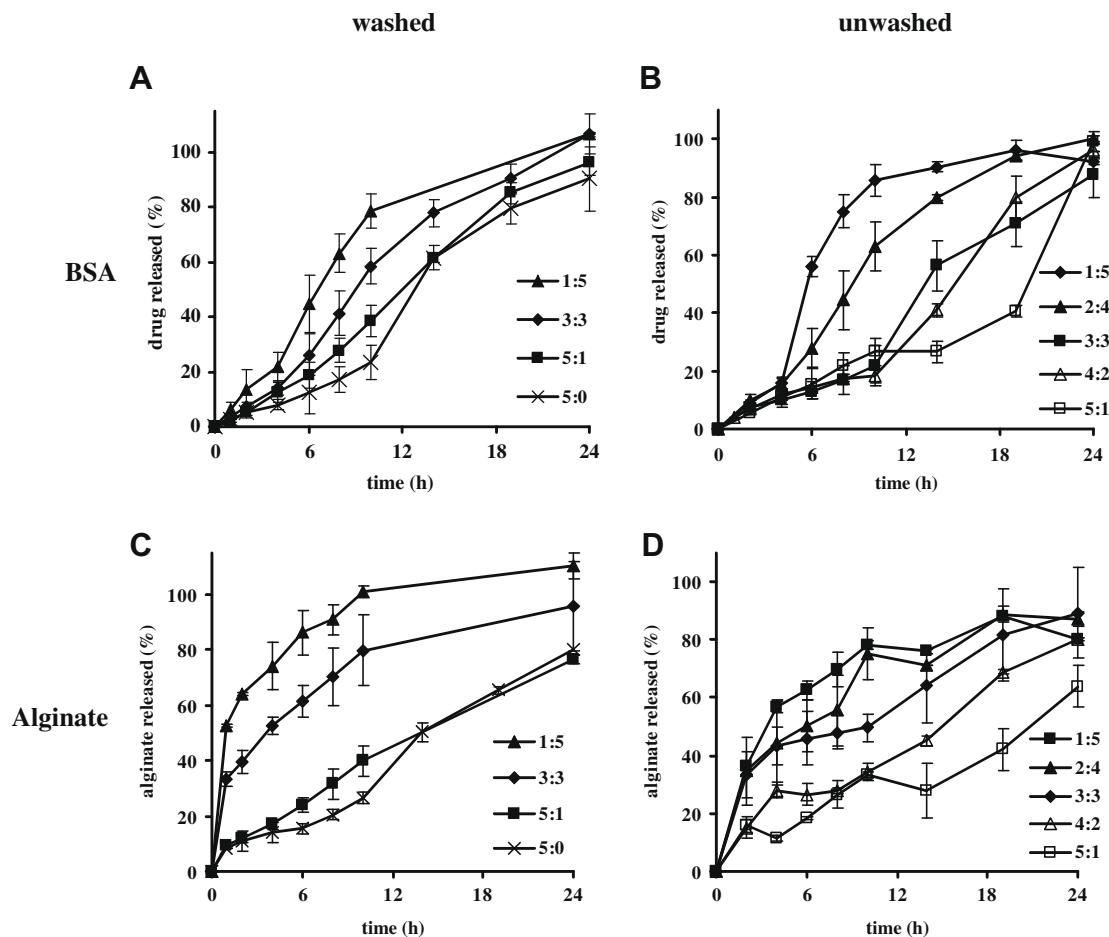 washed
unwashed
A
B
drug released (%)
100
80
60
40
20
0
0 6 12 18 24
time (h)
1:5
3:3
5:1
5:0
drug released (%)
100
80
60
40
20
0
0 6 12 18 24
time (h)
1:5
2:4
3:3
4:2
5:1
BSA
C
D
alginate released (%)
100
80
60
40
20
0
0 6 12 18 24
time (h)
1:5
3:3
5:1
5:0
alginate released (%)
100
80
60
40
20
0
0 6 12 18 24
time (h)
1:5
2:4
3:3
4:2
5:1
Alginate